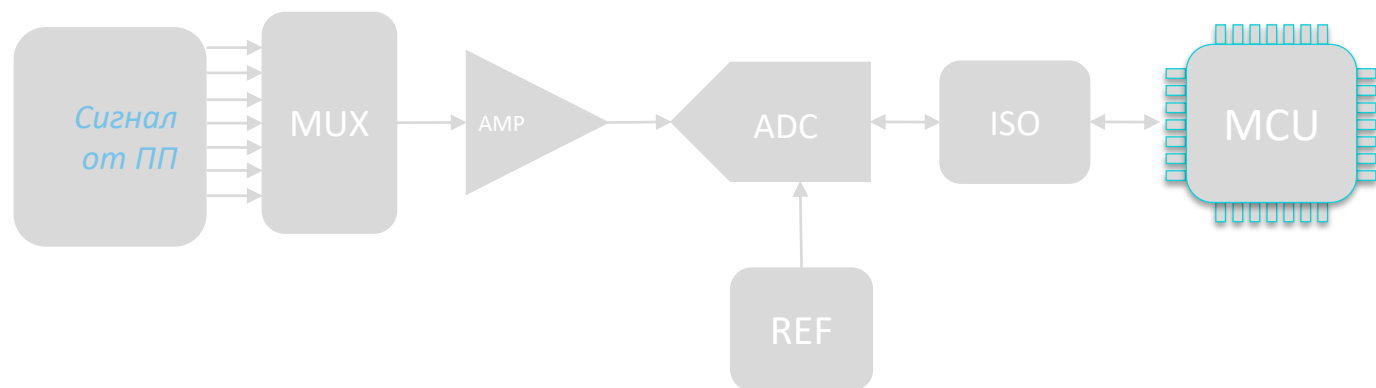 Сигнал
от ПП
MUX
AMP
ADC
ISO
MCU
REF